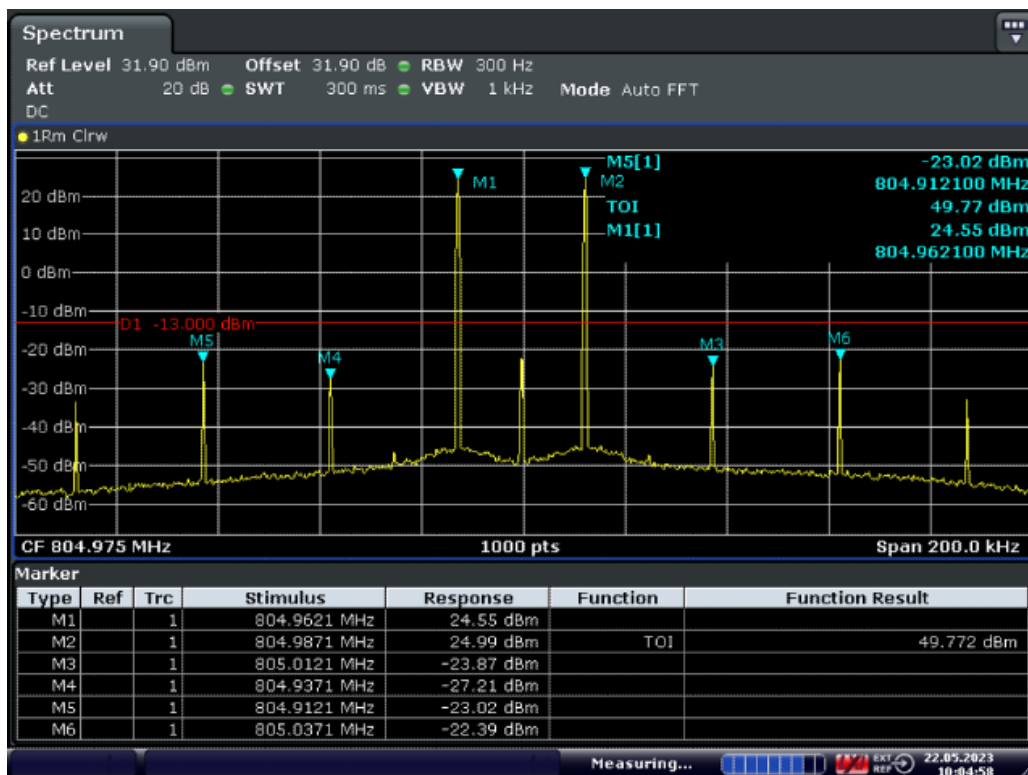 Spectrum
Ref Level 31.90 dBm Offset 31.90 dB RBW 300 Hz
Att 20 dB SWT 300 ms VBW 1 kHz Mode Auto FFT
DC
1Rm Clrw
M5[1] -23.02 dBm
804.912100 MHz
TOI 49.77 dBm
M1[1] 24.55 dBm
804.962100 MHz
M1
M2
20 dBm
10 dBm
0 dBm
-10 dBm
D1 -13.000 dBm
M5
M4
M3
M6
-20 dBm
-30 dBm
-40 dBm
-50 dBm
-60 dBm
CF 804.975 MHz 1000 pts Span 200.0 kHz
Marker
Type Ref Trc Stimulus Response Function Function Result
M1 1 804.9621 MHz 24.55 dBm
M2 1 804.9871 MHz 24.99 dBm TOI 49.772 dBm
M3 1 805.0121 MHz -23.87 dBm
M4 1 804.9371 MHz -27.21 dBm
M5 1 804.9121 MHz -23.02 dBm
M6 1 805.0371 MHz -22.39 dBm
Measuring... EXT REF 22.05.2023
10:04:58